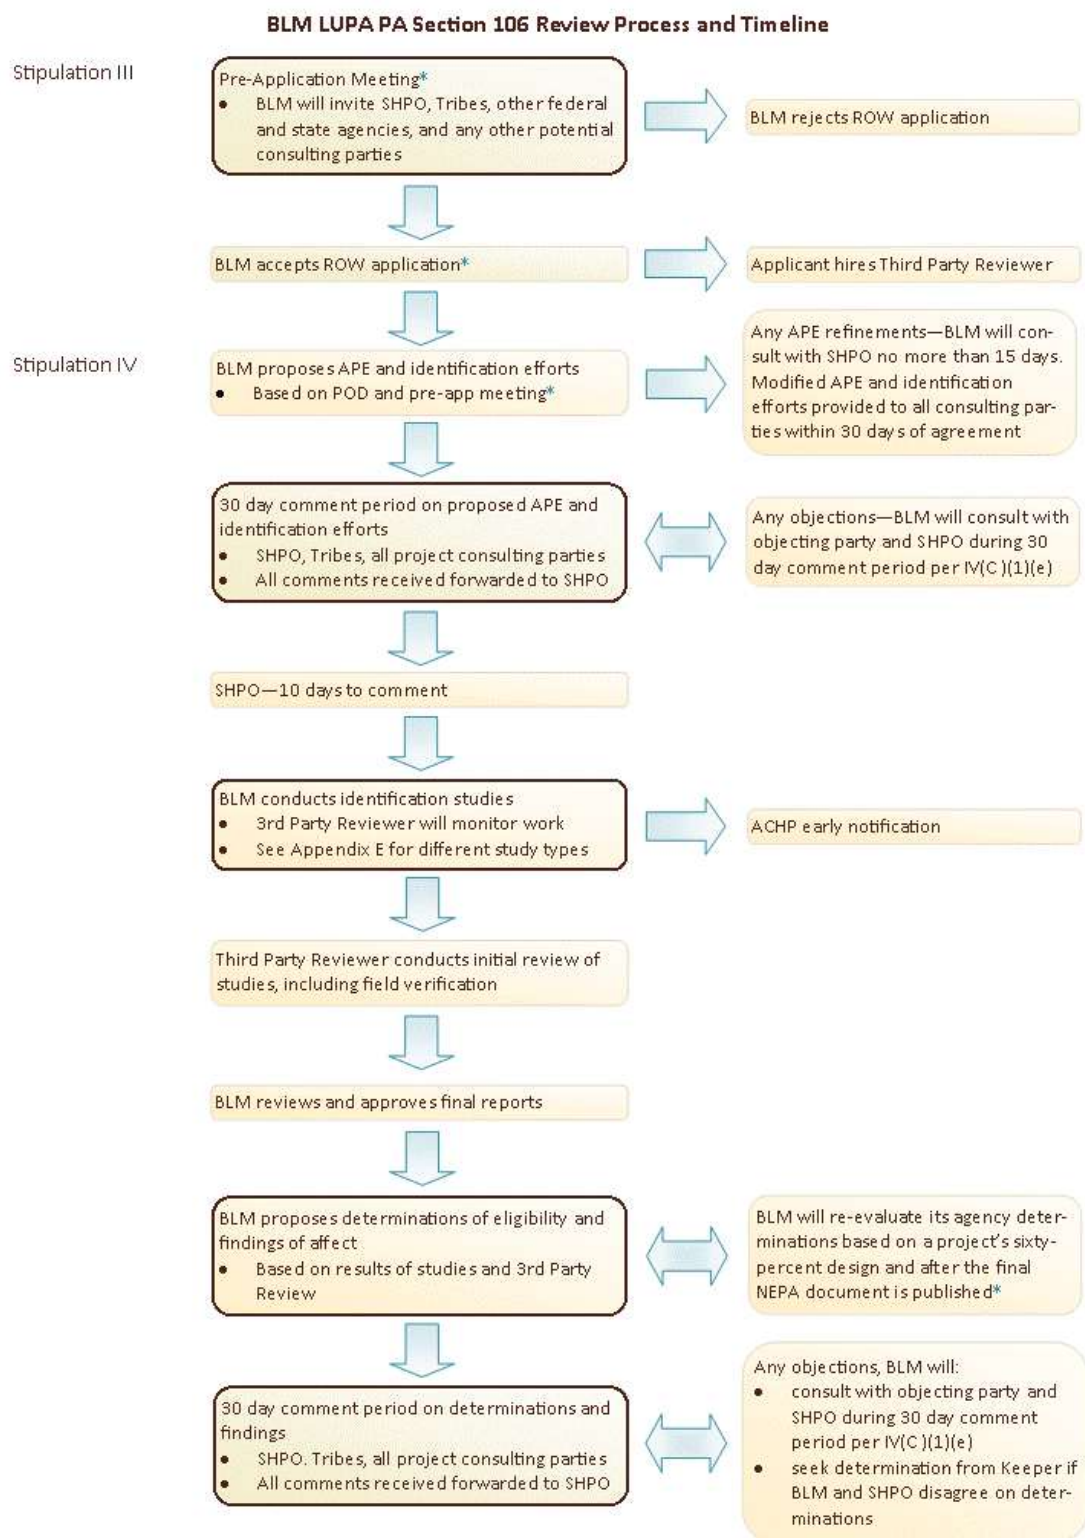 BLM LUPA PA Section 106 Review Process and Timeline
Stipulation III
Pre-Application Meeting*
• BLM will invite SHPO, Tribes, other federal
and state agencies, and any other potential
consulting parties
BLM rejects ROW application
BLM accepts ROW application*
Applicant hires Third Party Reviewer
Stipulation IV
BLM proposes APE and identification efforts
• Based on POD and pre-app meeting*
Any APE refinements—BLM will con-
sult with SHPO no more than 15 days.
Modified APE and identification
efforts provided to all consulting par-
ties within 30 days of agreement
30 day comment period on proposed APE and
identification efforts
• SHPO, Tribes, all project consulting parties
• All comments received forwarded to SHPO
Any objections—BLM will consult with
objecting party and SHPO during 30
day comment period per IV(C )(1)(e)
SHPO—10 days to comment
BLM conducts identification studies
• 3rd Party Reviewer will monitor work
• See Appendix E for different study types
ACHP early notification
Third Party Reviewer conducts initial review of
studies, including field verification
BLM reviews and approves final reports
BLM proposes determinations of eligibility and
findings of affect
• Based on results of studies and 3rd Party
Review
BLM will re-evaluate its agency deter-
minations based on a project's sixty-
percent design and after the final
NEPA document is published*
30 day comment period on determinations and
findings
• SHPO. Tribes, all project consulting parties
• All comments received forwarded to SHPO
Any objections, BLM will:
• consult with objecting party and
SHPO during 30 day comment
period per IV(C )(1)(e)
• seek determination from Keeper if
BLM and SHPO disagree on deter-
minations